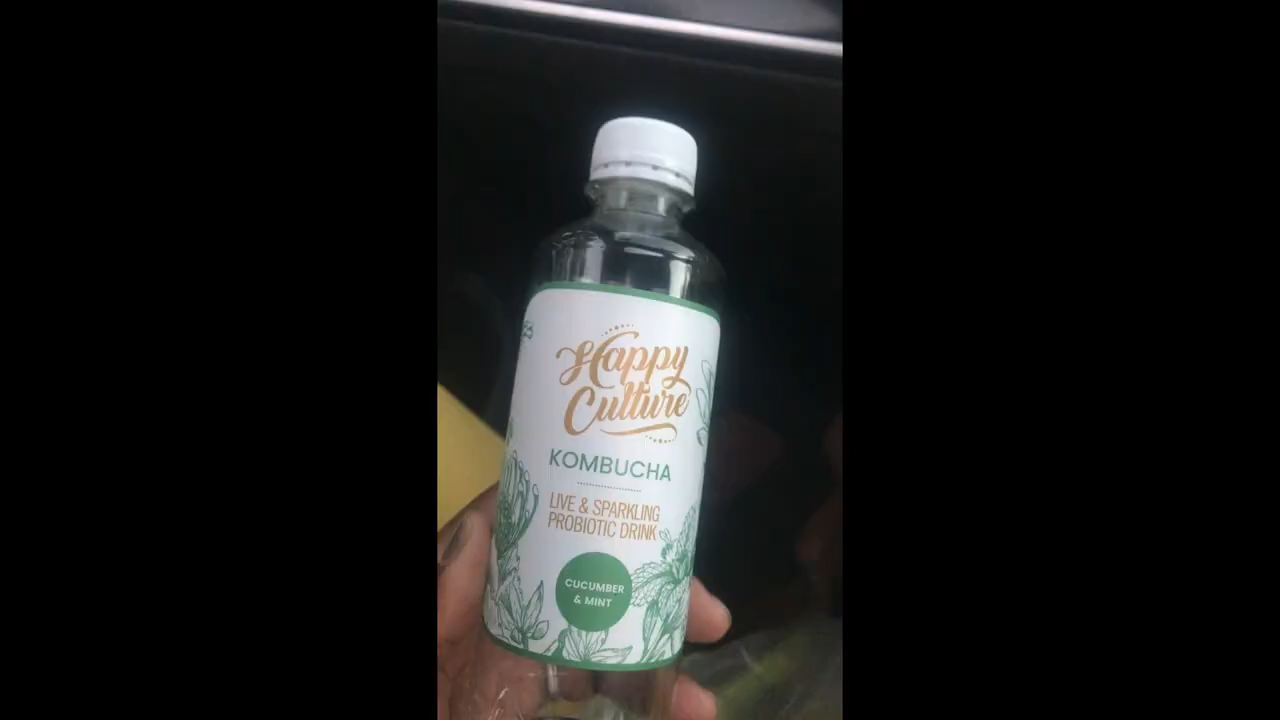 Happy
Culture
KOMBUCHA
LIVE & SPARKLING
PROBIOTIC DRINK
CUCUMBER
& MINT